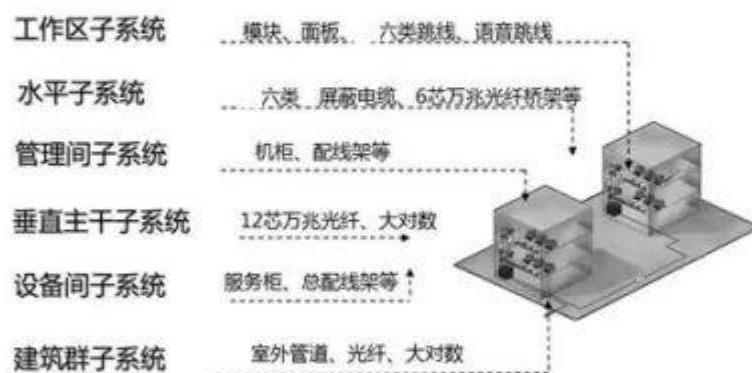 工作区子系统 模块、面板、 六类跳线、语音跳线
水平子系统 六类 屏蔽电缆、6芯万兆光纤桥架等
管理间子系统 机柜、配线架等
垂直主干子系统 12芯万兆光纤、大对数
设备间子系统 服务柜、总配线架等
建筑群子系统 室外管道、光纤、大对数